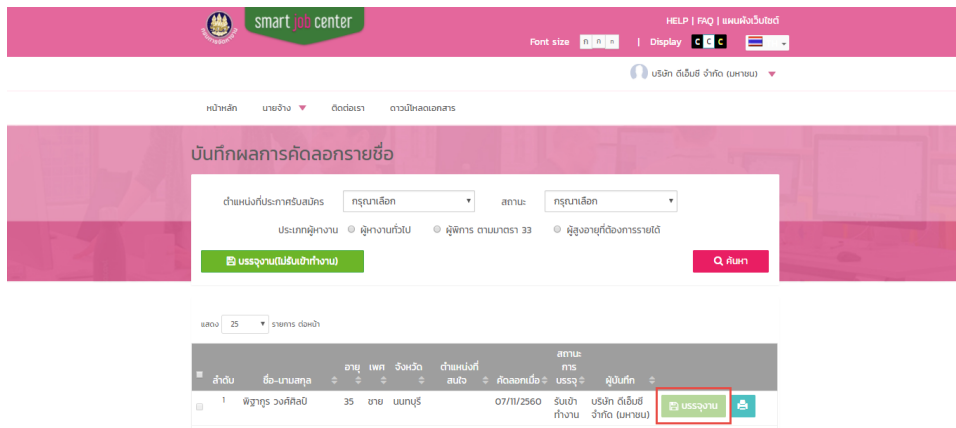 smart job center
HELP | FAQ | แผนผังเว็บไซต์
Font size ก ก ก | Display C C C
บริษัท ดีเอ็มซี จำกัด (มหาชน)
หน้าหลัก นายจ้าง ติดต่อเรา ดาวน์โหลดเอกสาร
บันทึกผลการคัดลอกรายชื่อ
ตำแหน่งที่ประกาศรับสมัคร กรุณาเลือก สถานะ กรุณาเลือก
ประเภทผู้หางาน ผู้หางานทั่วไป ผู้พิการ ตามมาตรา 33 ผู้สูงอายุที่ต้องการรายได้
บรรจุงาน(ไม่รับเข้าทำงาน) ค้นหา
แสดง 25 รายการ ต่อหน้า
ลำดับ ชื่อ-นามสกุล อายุ เพศ จังหวัด ตำแหน่งที่สนใจ คัดลอกเมื่อ สถานะการบรรจุ ผู้บันทึก
1 พิฐากูร วงศ์ศิลป์ 35 ชาย นนทบุรี 07/11/2560 รับเข้าทำงาน บริษัท ดีเอ็มซี จำกัด (มหาชน) บรรจุงาน